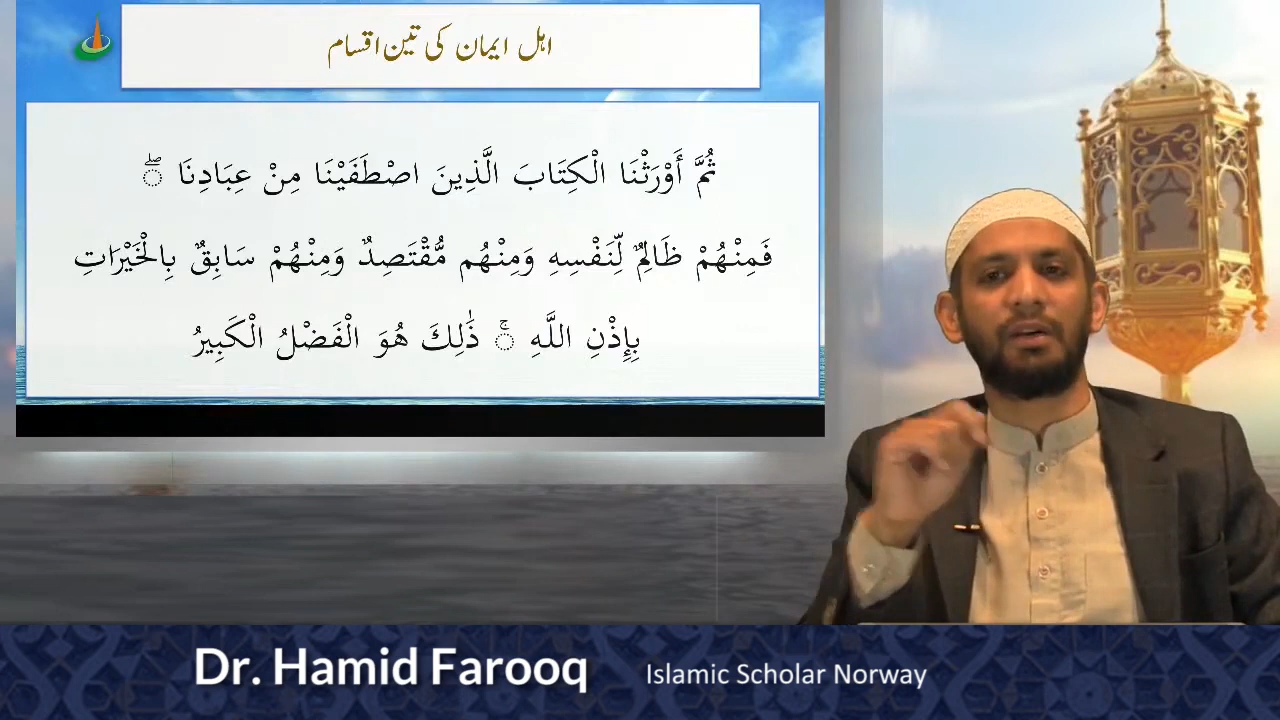 اہل ایمان کی تین اقسام
ثُمَّ أَوْرَثْنَا الْكِتَابَ الَّذِينَ اصْطَفَيْنَا مِنْ عِبَادِنَا ۖ
فَمِنْهُمْ ظَالِمٌ لِّنَفْسِهِ وَمِنْهُم مُّقْتَصِدٌ وَمِنْهُمْ سَابِقٌ بِالْخَيْرَاتِ
بِإِذْنِ اللَّهِ ۚ ذَٰلِكَ هُوَ الْفَضْلُ الْكَبِيرُ
Dr. Hamid Farooq
Islamic Scholar Norway